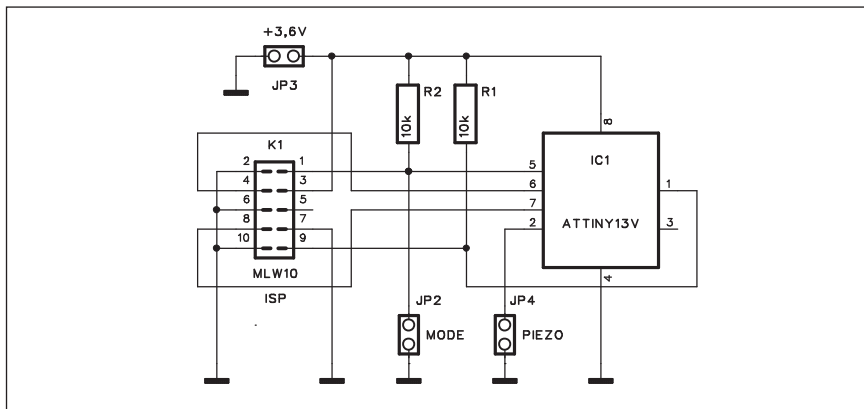 +3,6V
JP3
R2
R1
10k
10k
8
K1
IC1
2
1
4
3
6
5
8
7
10
9
5
6
7
2
1
3
ATTINY13V
4
MLW10
ISP
JP2
MODE
JP4
PIEZO